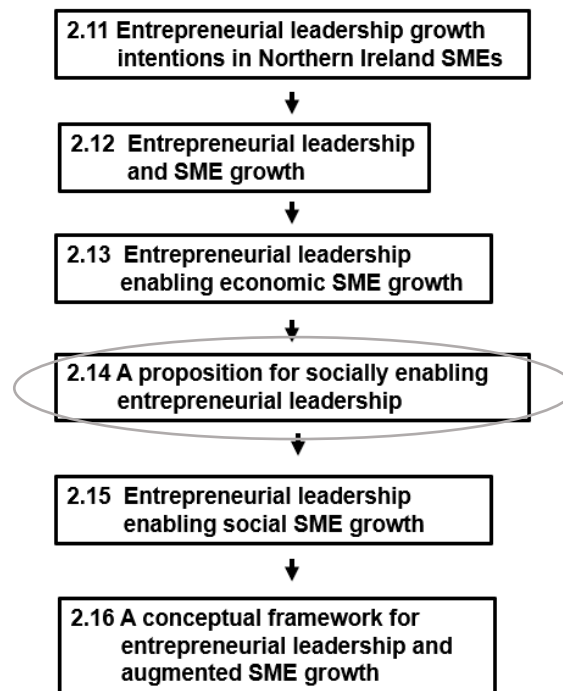 2.11 Entrepreneurial leadership growth
intentions in Northern Ireland SMEs
2.12 Entrepreneurial leadership
and SME growth
2.13 Entrepreneurial leadership
enabling economic SME growth
2.14 A proposition for socially enabling
entrepreneurial leadership
2.15 Entrepreneurial leadership
enabling social SME growth
2.16 A conceptual framework for
entrepreneurial leadership and
augmented SME growth